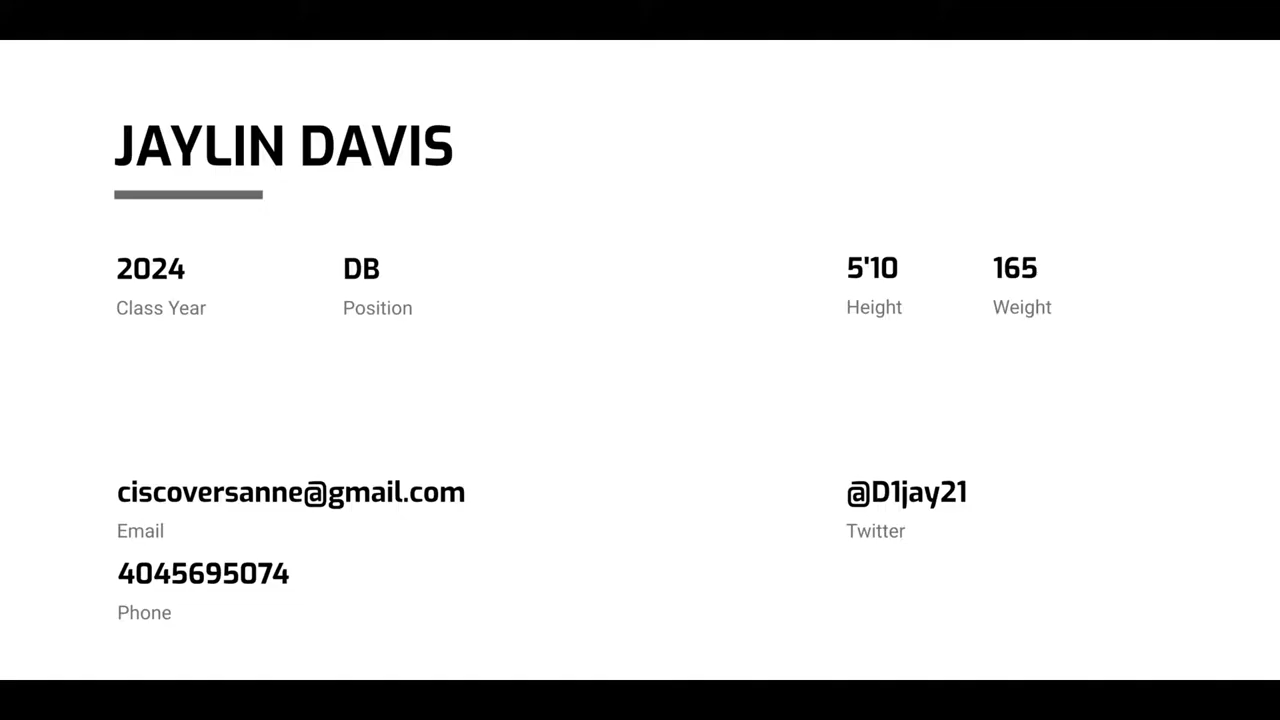 JAYLIN DAVIS
2024 DB 5'10 165
Class Year Position Height Weight
ciscoversanne@gmail.com @D1jay21
Email Twitter
4045695074
Phone